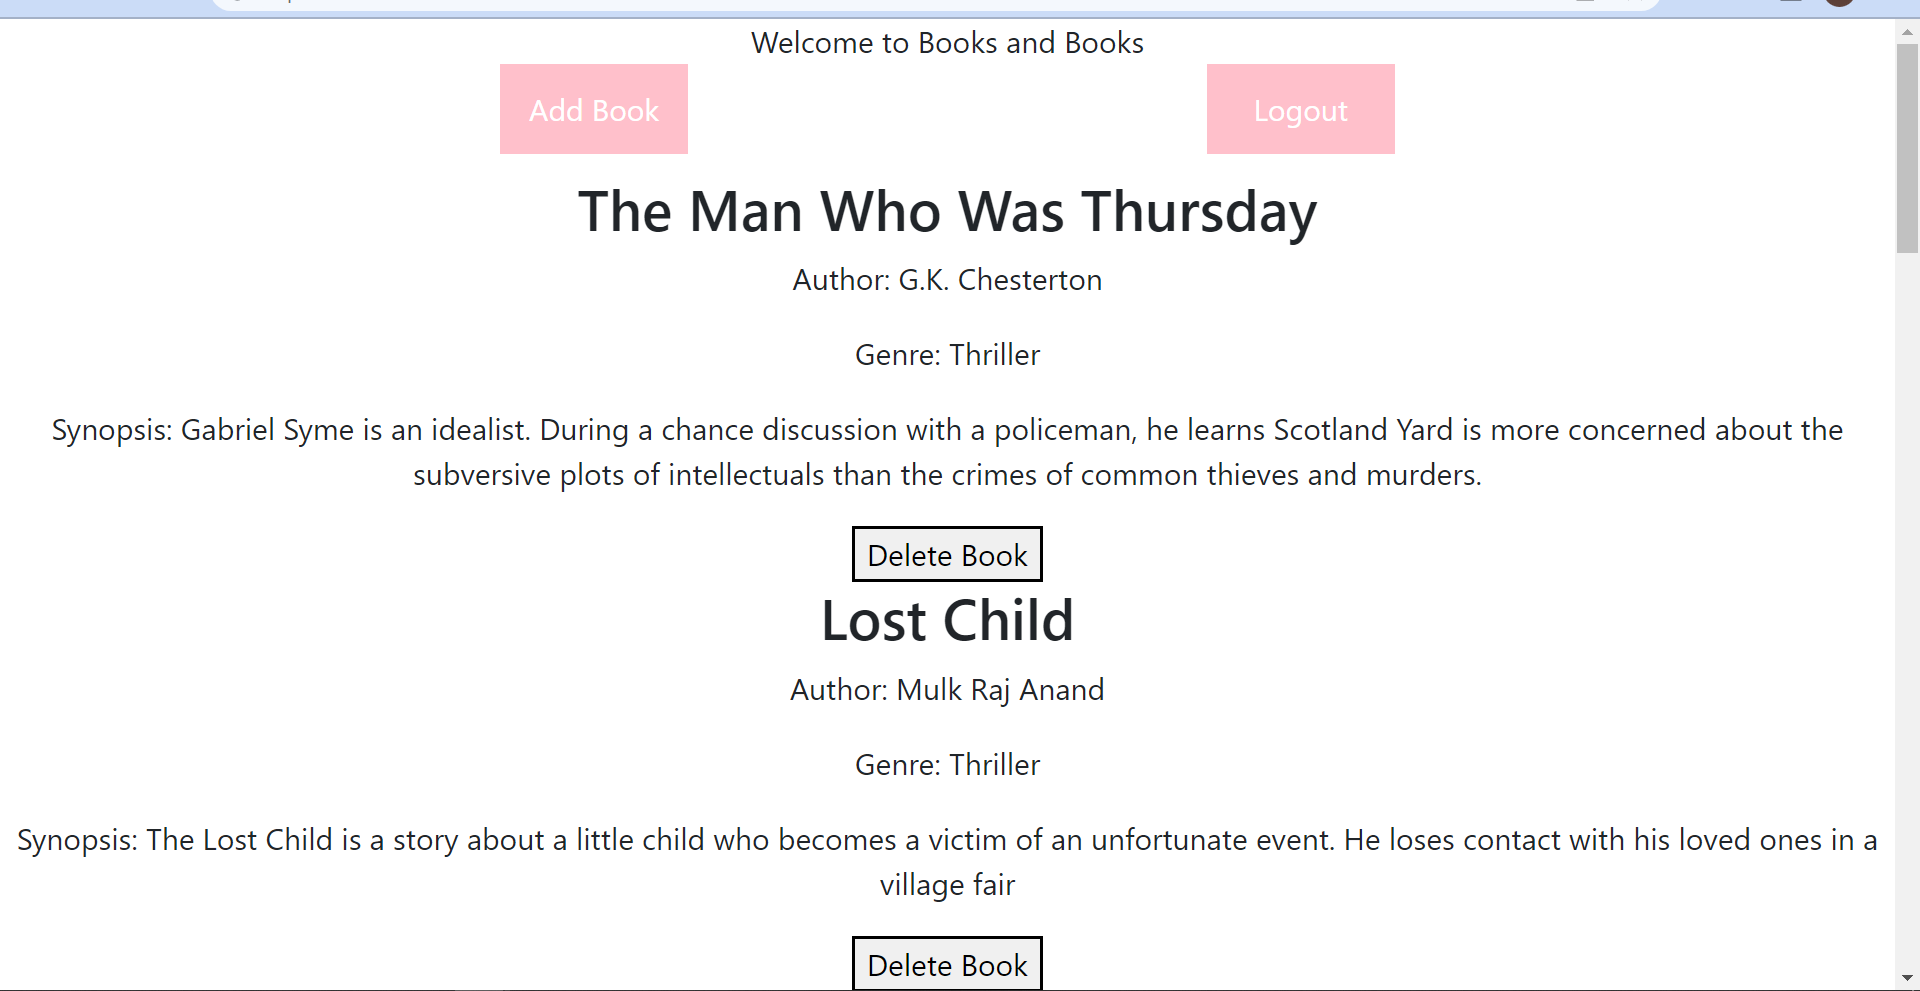 Welcome to Books and Books
Add Book
Logout
The Man Who Was Thursday
Author: G.K. Chesterton
Genre: Thriller
Synopsis: Gabriel Syme is an idealist. During a chance discussion with a policeman, he learns Scotland Yard is more concerned about the
subversive plots of intellectuals than the crimes of common thieves and murders.
Delete Book
Lost Child
Author: Mulk Raj Anand
Genre: Thriller
Synopsis: The Lost Child is a story about a little child who becomes a victim of an unfortunate event. He loses contact with his loved ones in a
village fair
Delete Book